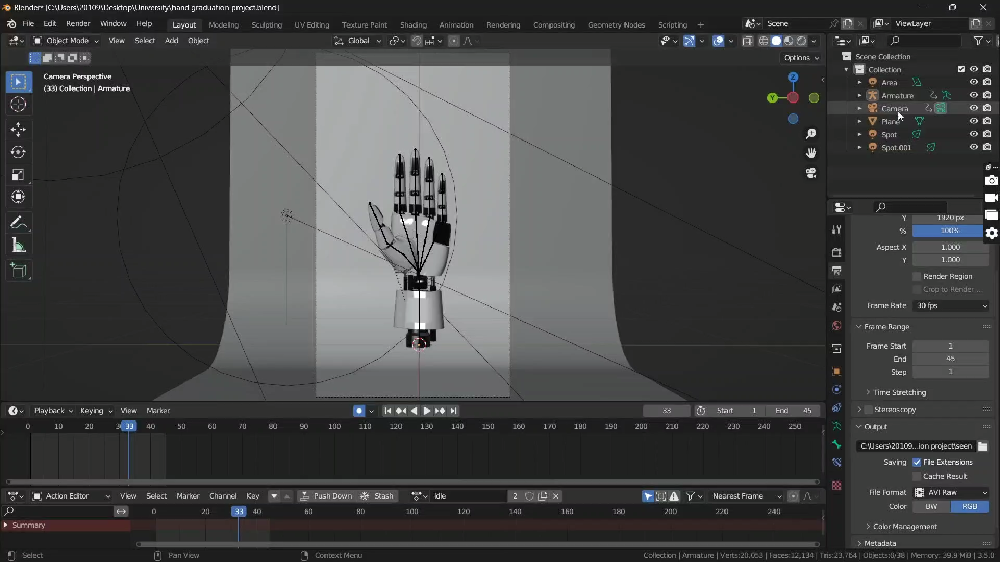 Blender* [C:\Users\20109\Desktop\University\hand graduation project.blend]
File Edit Render Window Help Layout Modeling Sculpting UV Editing Texture Paint Shading Animation Rendering Compositing Geometry Nodes Scripting + Scene ViewLayer
Object Mode View Select Add Object Global
Options
Camera Perspective
(33) Collection | Armature
Z
Y
Scene Collection
Collection
Area
Armature
Camera
Plane
Spot
Spot.001
Y 1920 px
% 100%
Aspect X 1.000
Y 1.000
Render Region
Crop to Render ...
Frame Rate 30 fps
Frame Range
Frame Start 1
End 45
Step 1
Time Stretching
Stereoscopy
Output
C:\Users\20109...ion project\seen
Saving File Extensions
Cache Result
File Format AVI Raw
Color BW RGB
Color Management
Metadata
Playback Keying View Marker 33 Start 1 End 45
0 10 20 33 40 50 60 70 80 90 100 110 120 130 140 150 160 170 180 190 200 210 220 230 240 250
Action Editor View Select Marker Channel Key Push Down Stash idle 2 Nearest Frame
0 20 33 40 60 80 100 120 140 160 180 200 220 240
Summary
Select Pan View Context Menu Collection | Armature | Verts:20,053 | Faces:12,134 | Tris:23,764 | Objects:0/38 | Memory: 39.9 MiB | 3.5.0